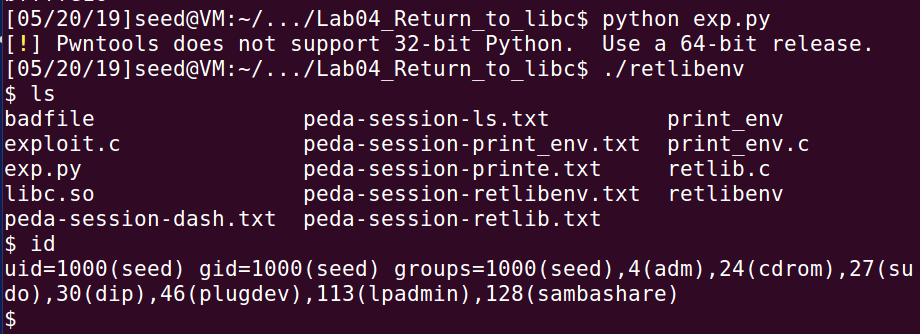 [05/20/19]seed@VM:~/.../Lab04_Return_to_libc$ python exp.py
[!] Pwntools does not support 32-bit Python.  Use a 64-bit release.
[05/20/19]seed@VM:~/.../Lab04_Return_to_libc$ ./retlibenv
$ ls
badfile                 peda-session-ls.txt         print_env
exploit.c               peda-session-print_env.txt  print_env.c
exp.py                  peda-session-printe.txt     retlib.c
libc.so                 peda-session-retlibenv.txt  retlibenv
peda-session-dash.txt  peda-session-retlib.txt
$ id
uid=1000(seed) gid=1000(seed) groups=1000(seed),4(adm),24(cdrom),27(su
do),30(dip),46(plugdev),113(lpadmin),128(sambashare)
$